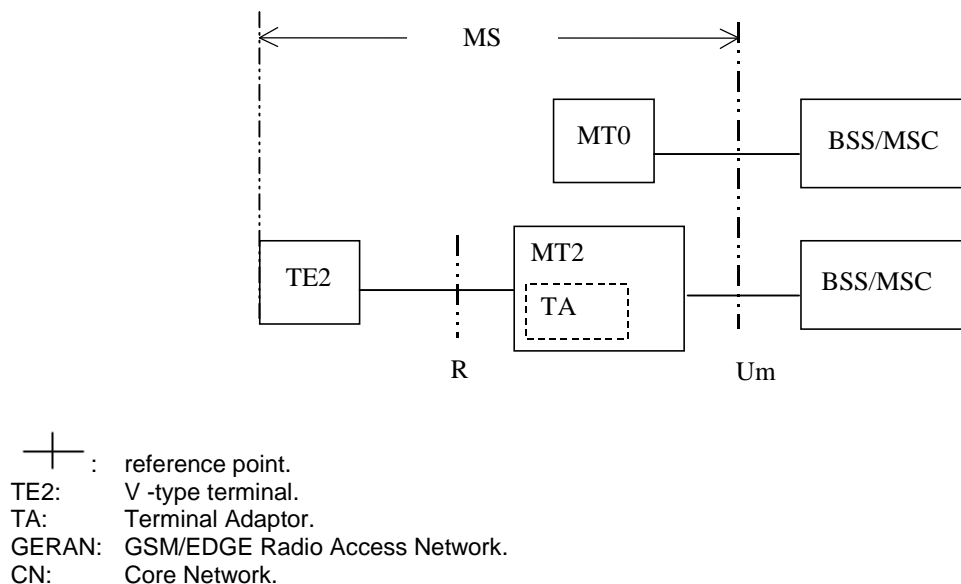 MS
MT0
BSS/MSC
TE2
MT2
TA
BSS/MSC
R
Um
: reference point.
TE2: V -type terminal.
TA: Terminal Adaptor.
GERAN: GSM/EDGE Radio Access Network.
CN: Core Network.